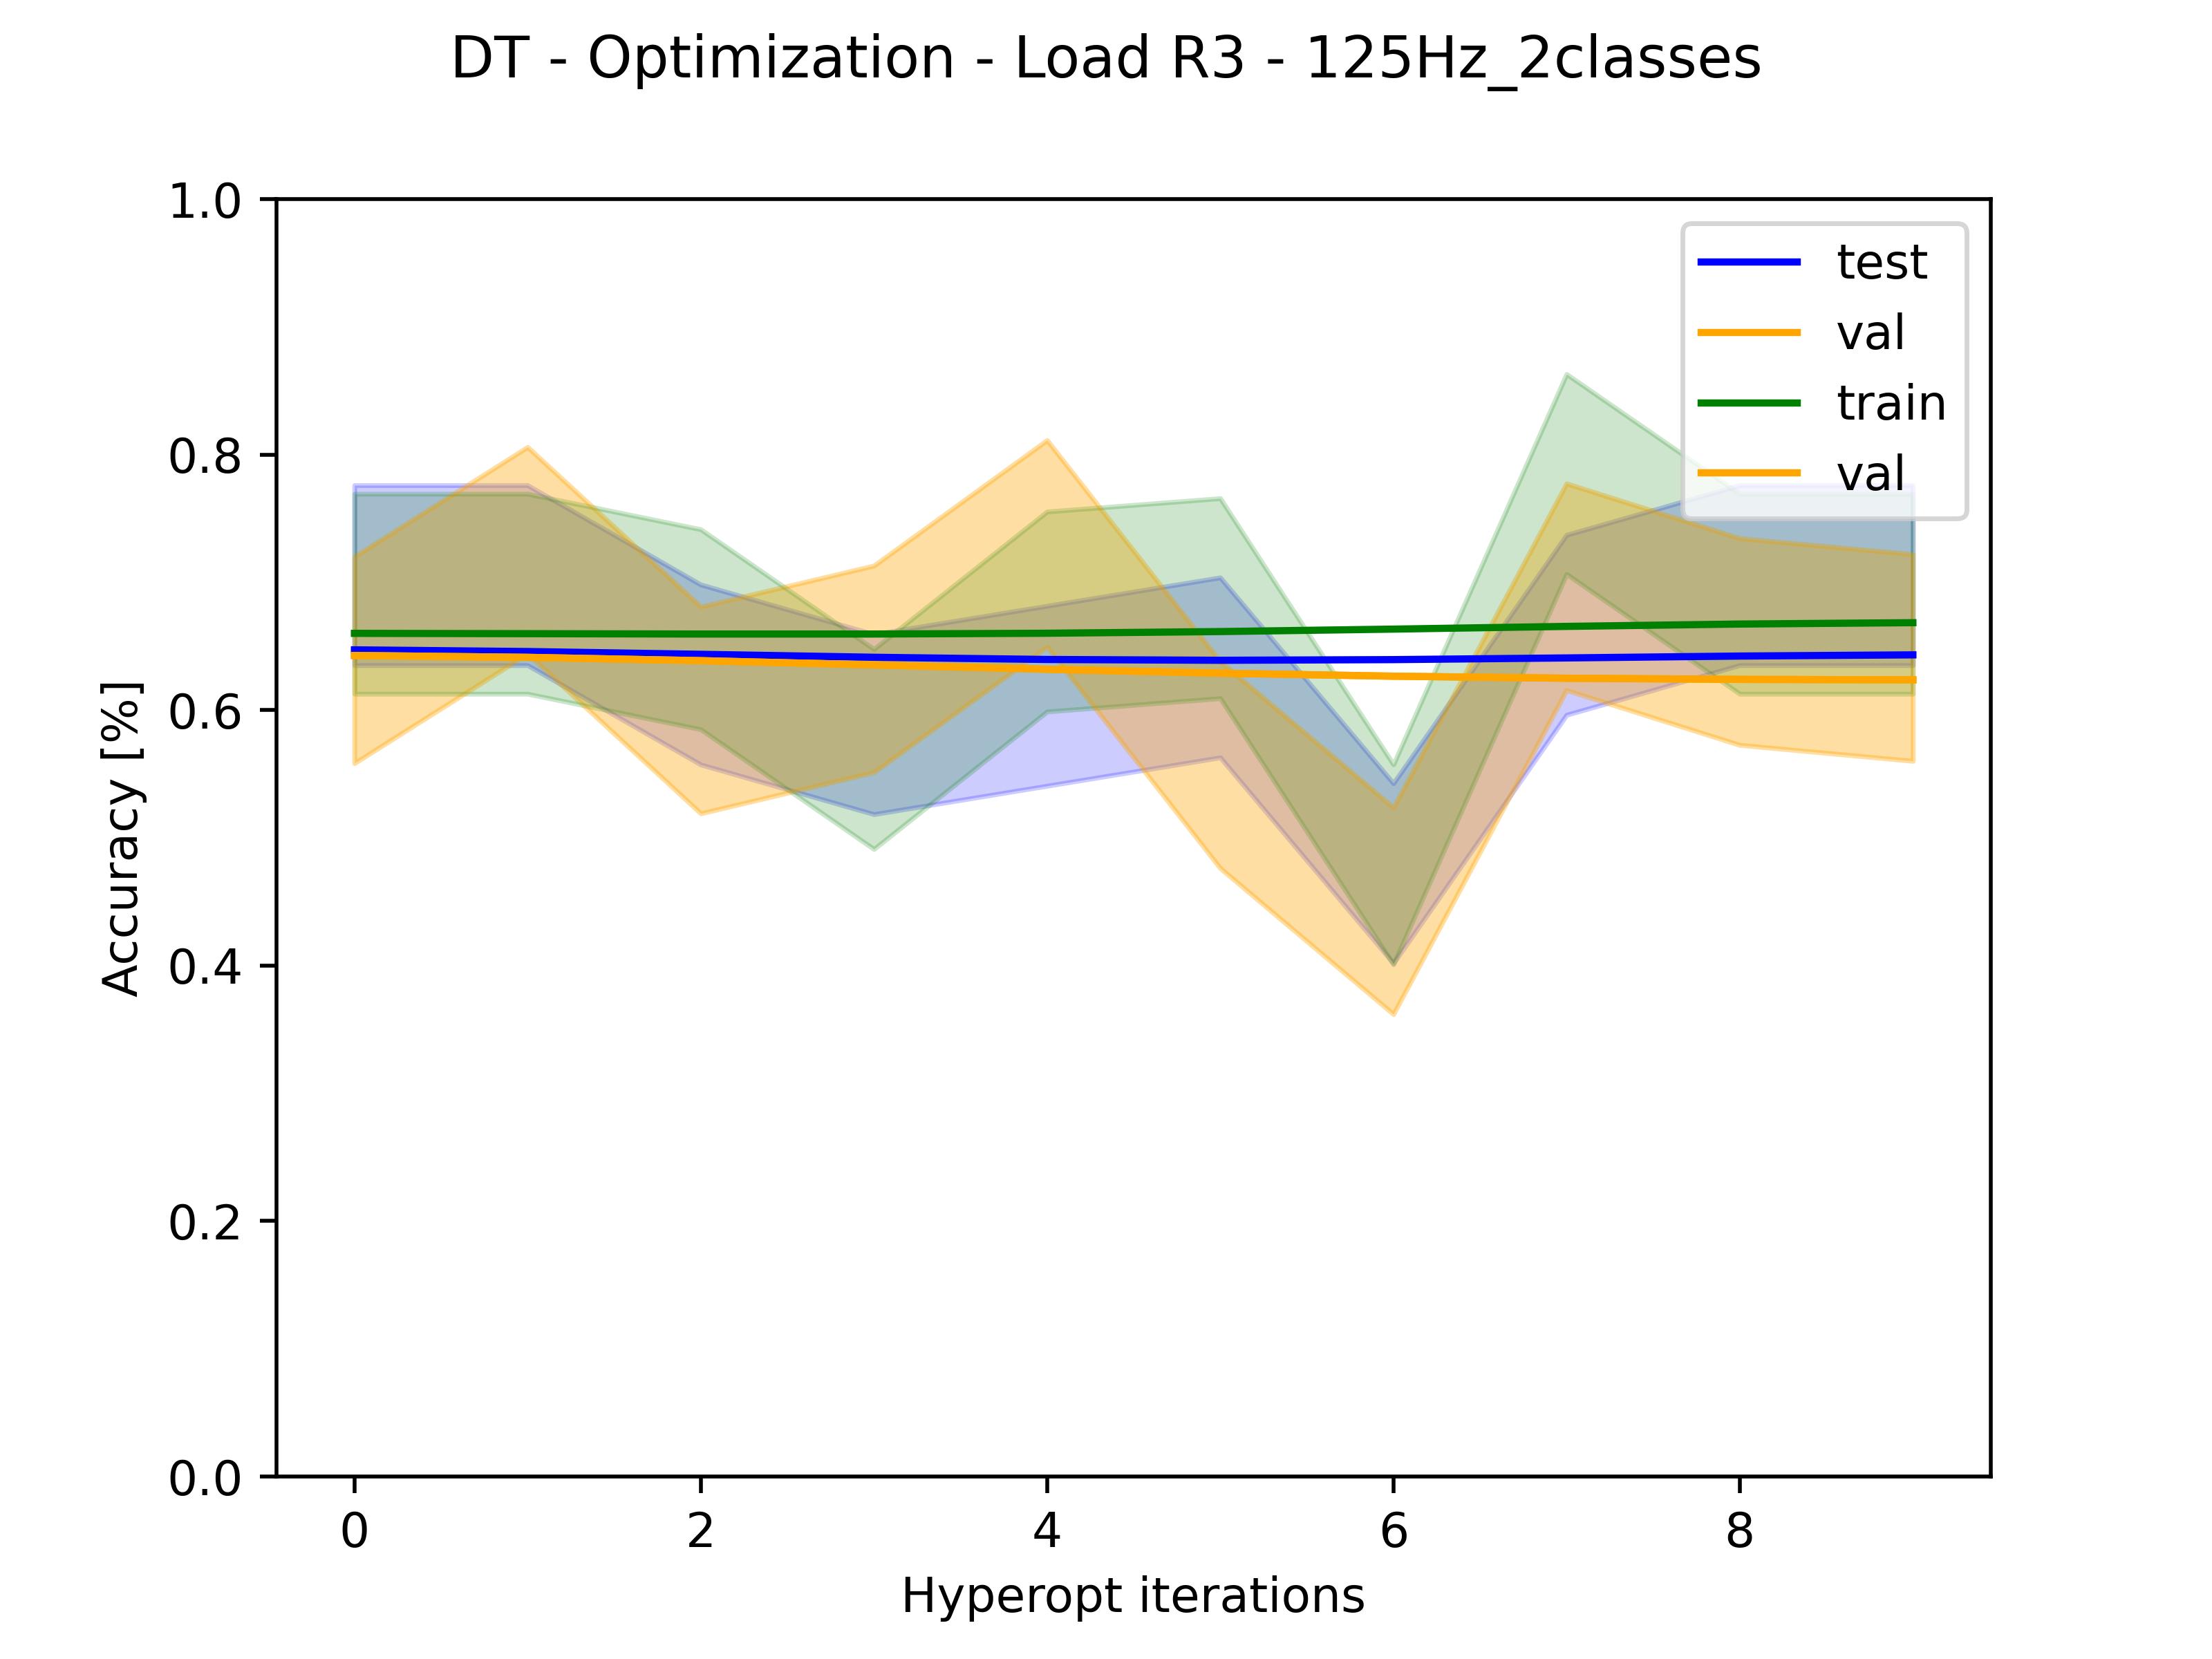 DT - Optimization - Load R3 - 125Hz_2classes
1.0
0.8
0.6
0.4
0.2
0.0
Accuracy [%]
test
val
train
val
0 2 4 6 8
Hyperopt iterations